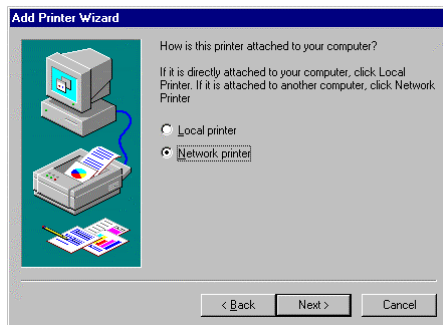 Add Printer Wizard
How is this printer attached to your computer?
If it is directly attached to your computer, click Local
Printer. If it is attached to another computer, click Network
Printer
Local printer
Network printer
< Back Next > Cancel